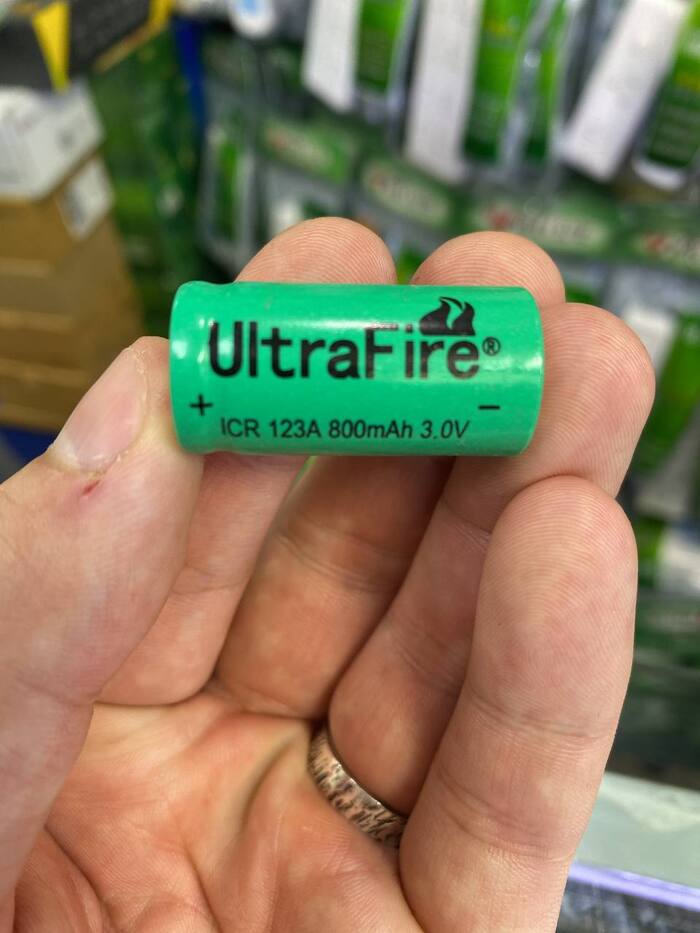 UltraFire®
+ −
ICR 123A 800mAh 3.0V